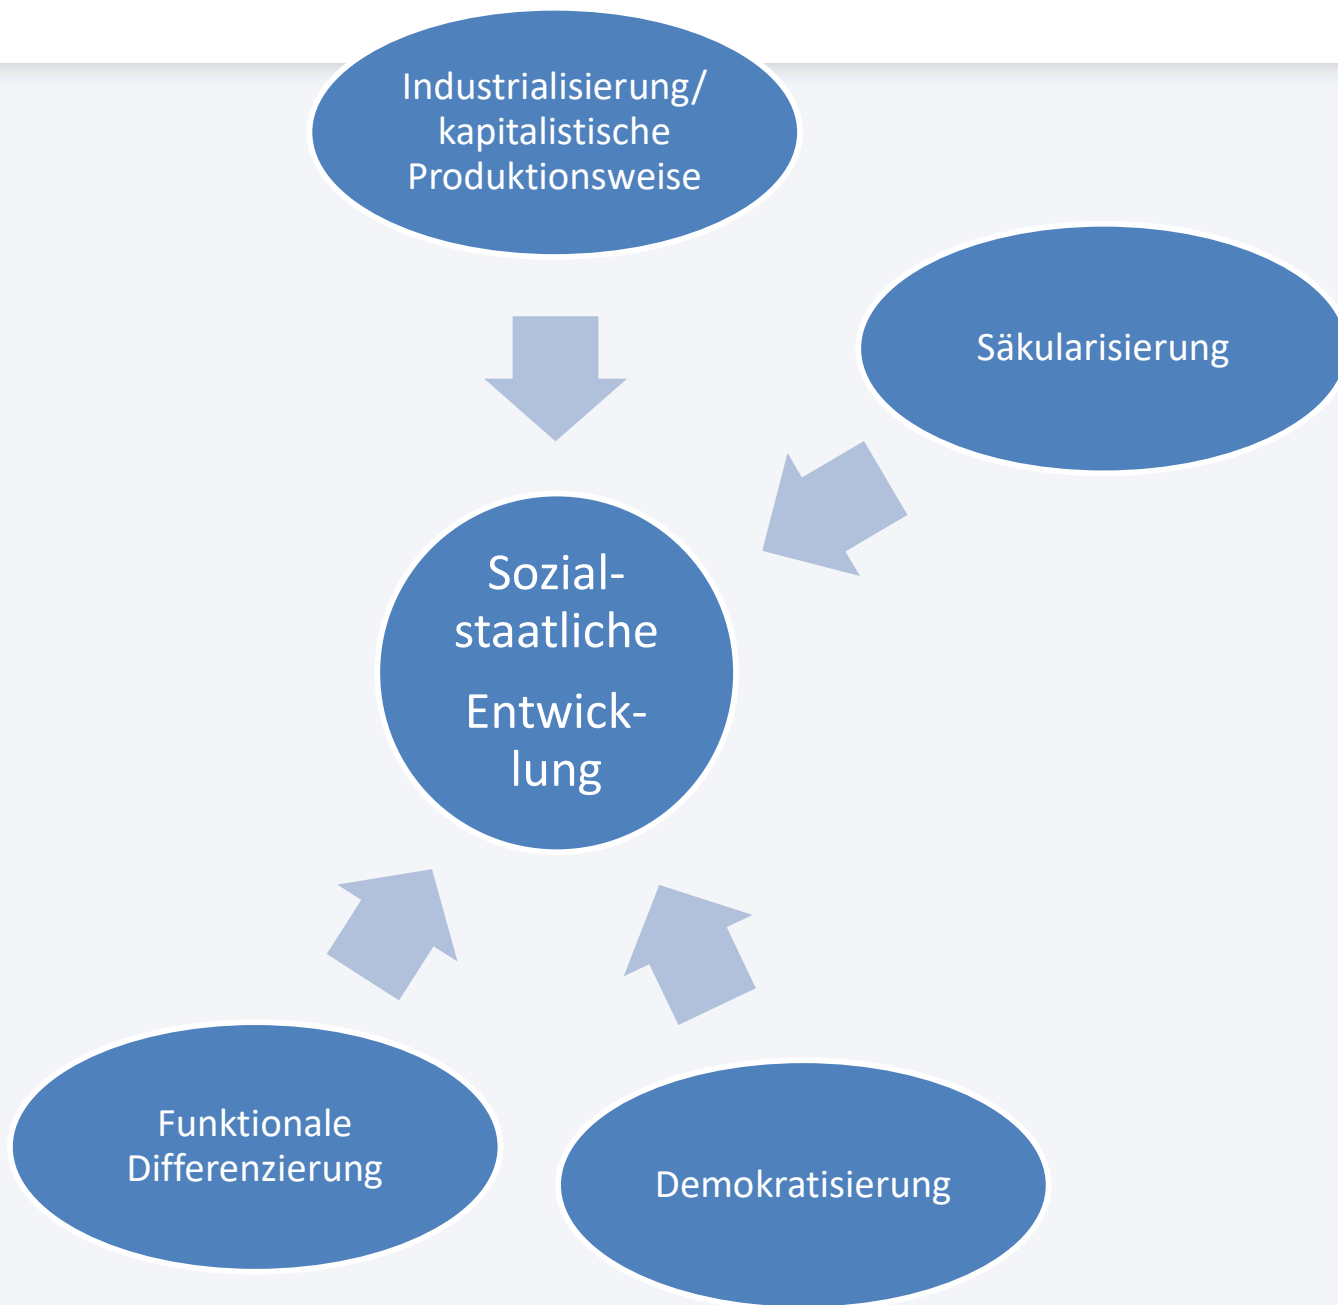 Industrialisierung/
kapitalistische
Produktionsweise
Säkularisierung
Sozial-
staatliche
Entwick-
lung
Funktionale
Differenzierung
Demokratisierung